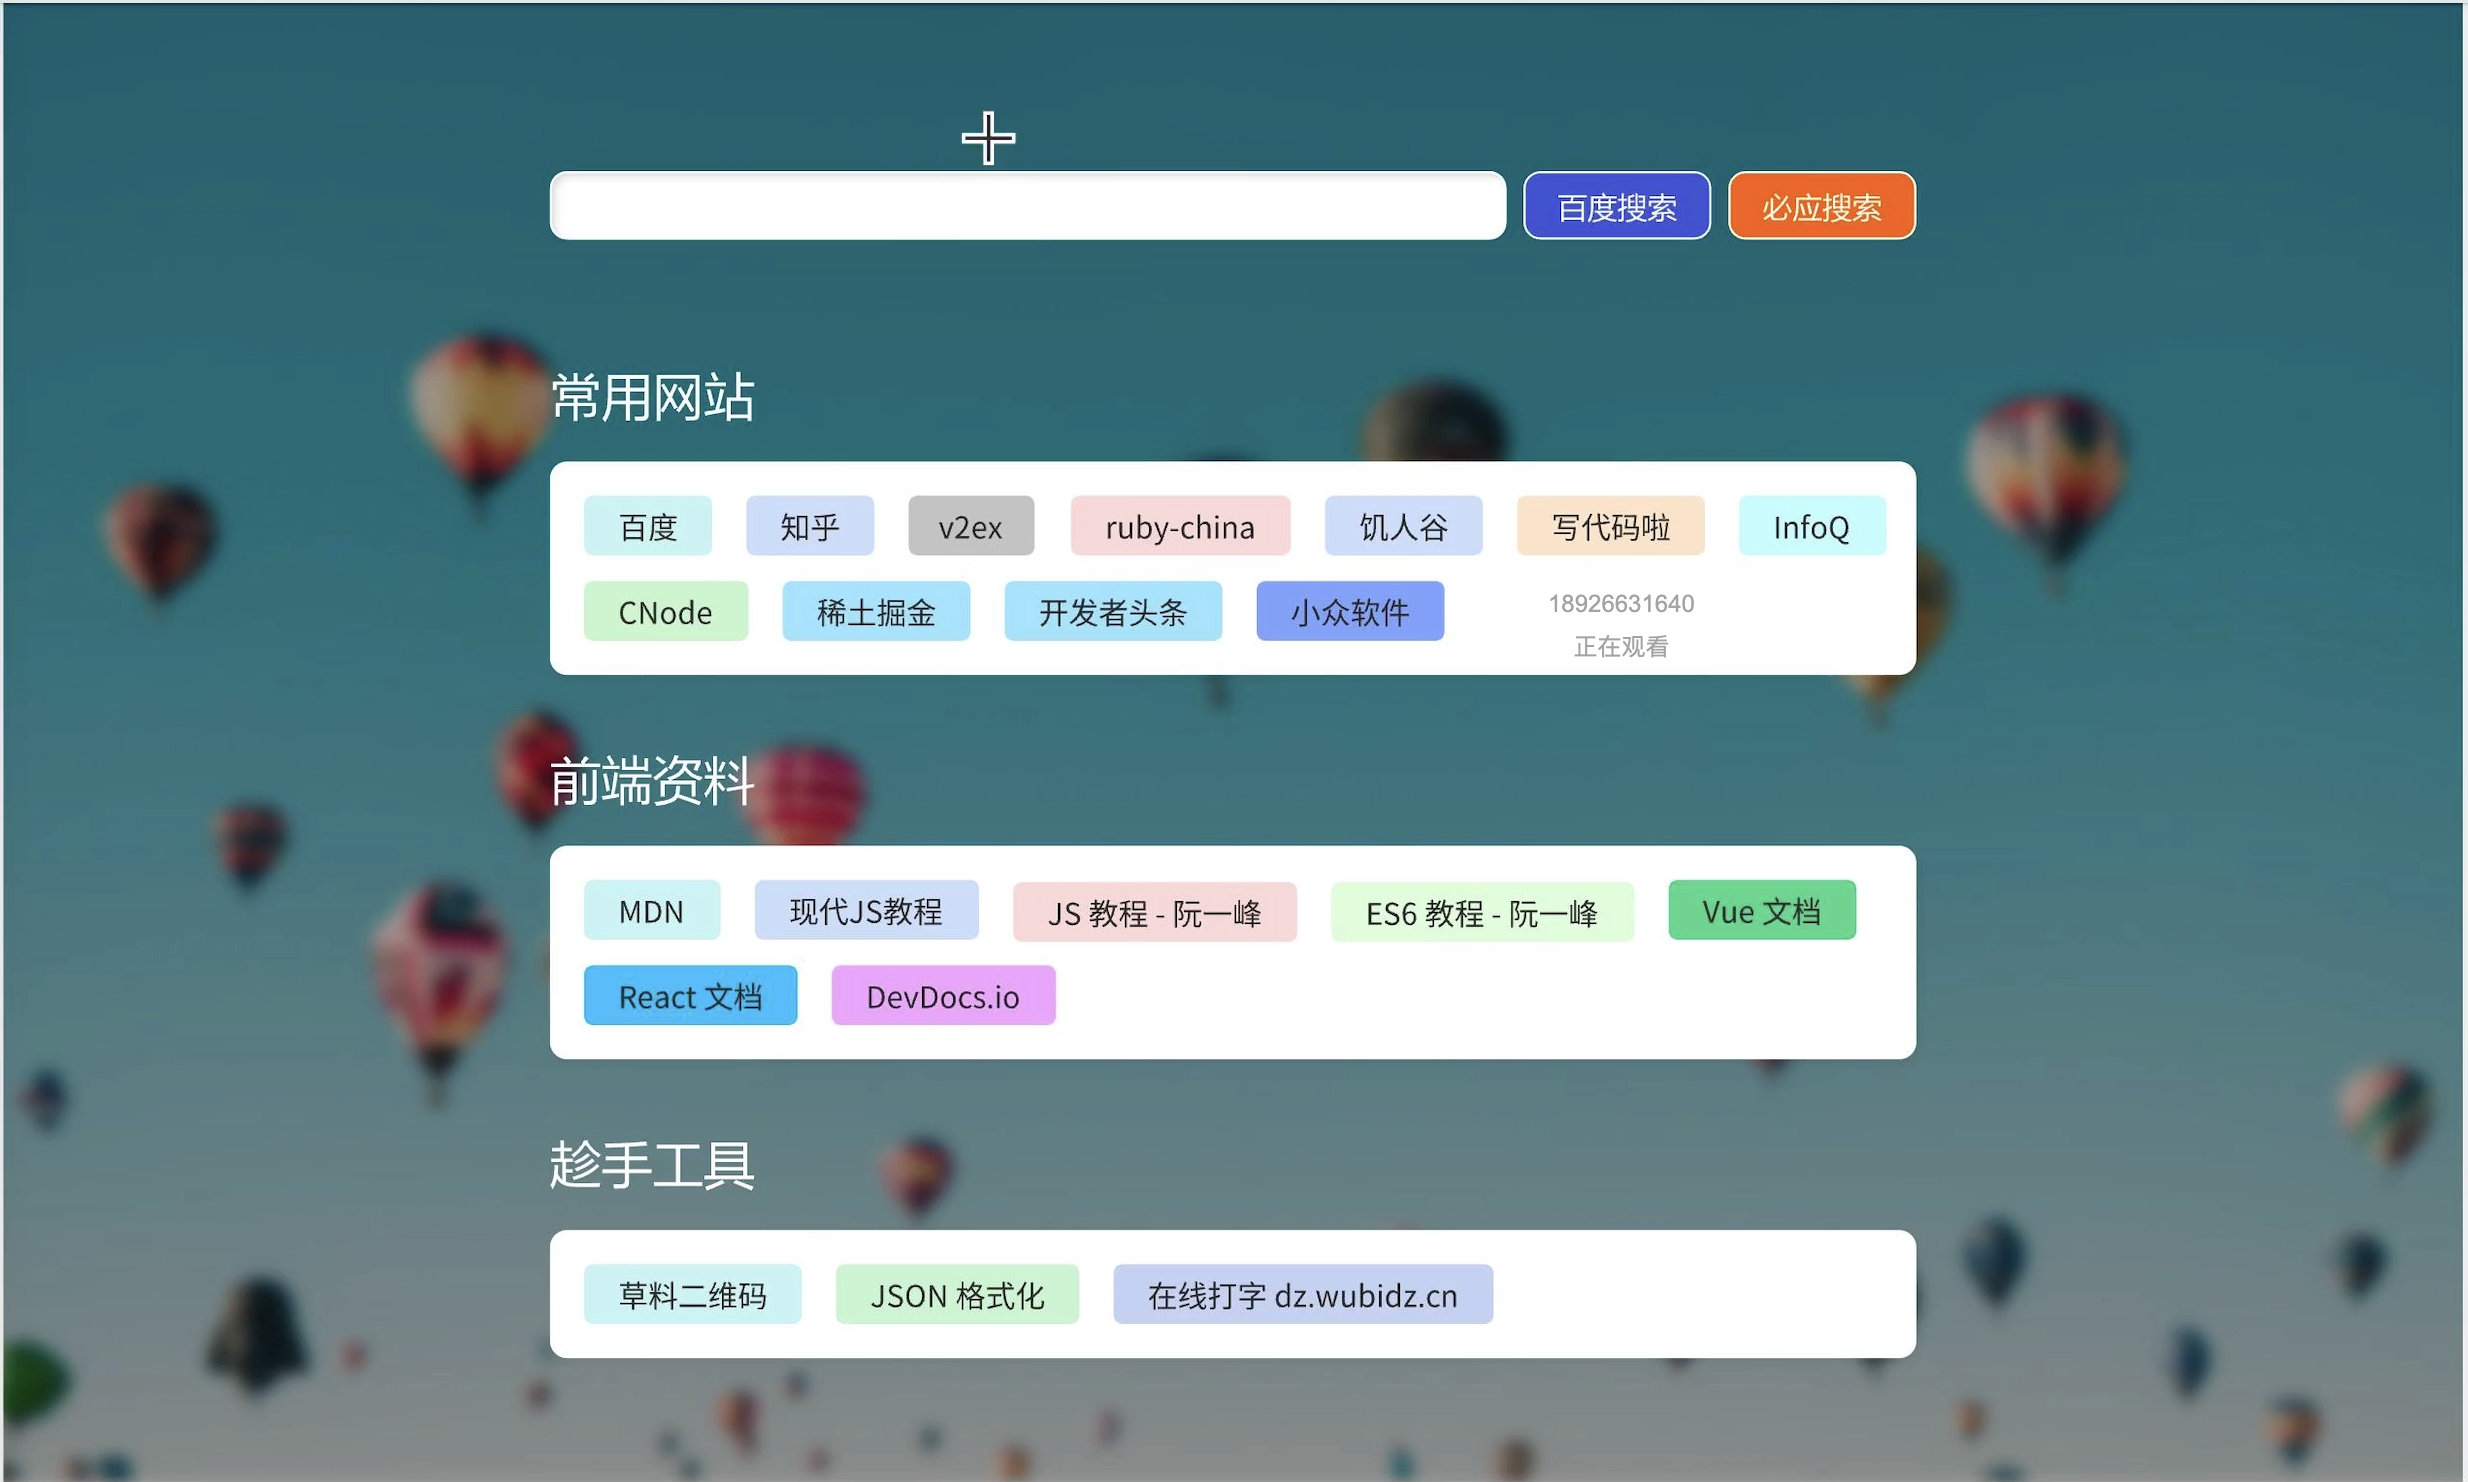 百度搜索 必应搜索
常用网站
百度 知乎 v2ex ruby-china 饥人谷 写代码啦 InfoQ
CNode 稀土掘金 开发者头条 小众软件
18926631640
正在观看
前端资料
MDN 现代JS教程 JS 教程 - 阮一峰 ES6 教程 - 阮一峰 Vue 文档
React 文档 DevDocs.io
趁手工具
草料二维码 JSON 格式化 在线打字 dz.wubidz.cn